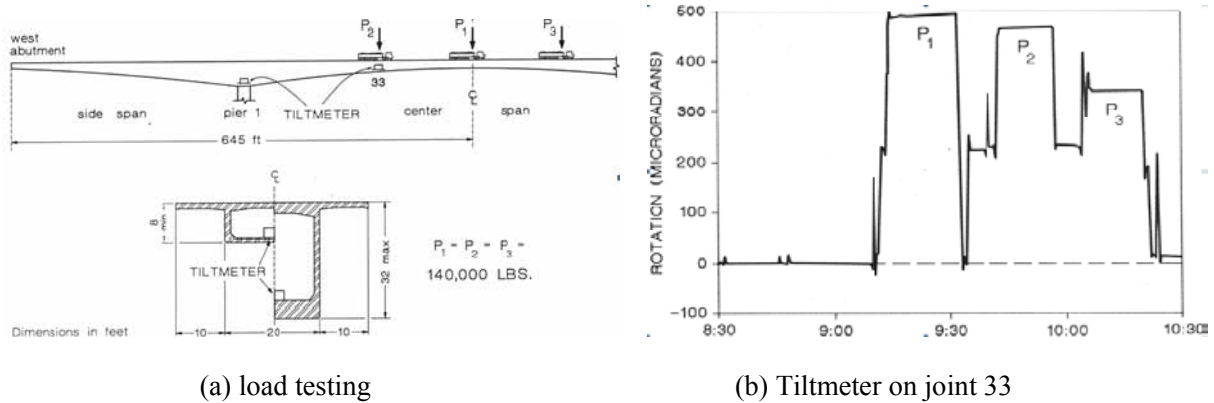 P₂ P₁ P₃
west
abutment
33
side span pier 1 TILTMETER center ℄ span
645 ft
℄
8 min
TILTMETER
32 max
P₁ = P₂ = P₃ =
140,000 LBS.
Dimensions in feet
10 20 10
(a) load testing
ROTATION (MICRORADIANS)
500
400
300
200
100
0
-100
P₁
P₂
P₃
8:30 9:00 9:30 10:00 10:30
(b) Tiltmeter on joint 33